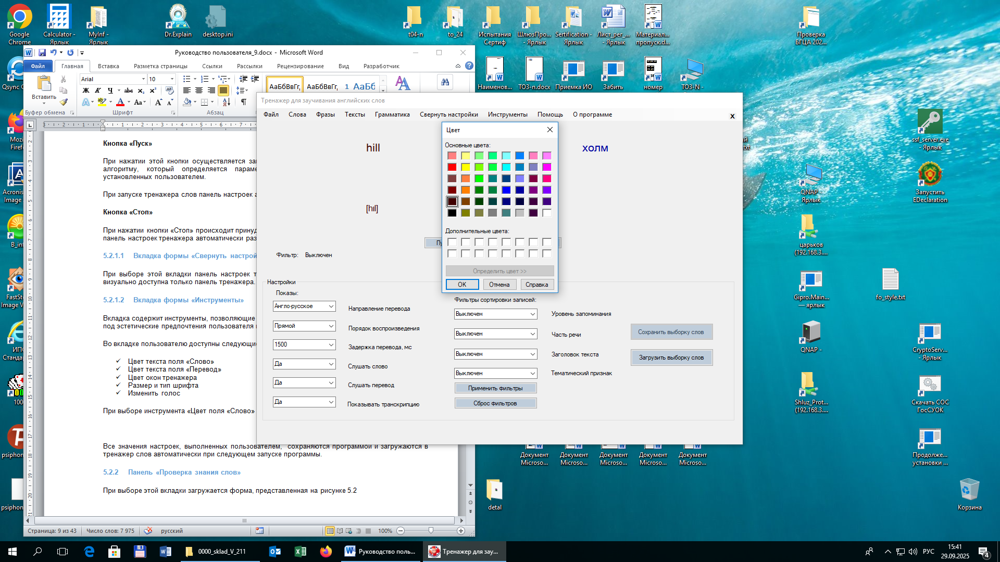 Google Chrome
Calculator - Ярлык
MyInf - Ярлык
Dr.Explain
desktop.ini
t04-n
to_24
Испытания Сертиф
ШлюзПро... - Ярлык
Sertification - Ярлык
Лист_рег_... - Ярлык
Материал... пропуск.d...
Проверка БГЦА 202...
Руководство пользователя_9.docx - Microsoft Word
Файл
Главная
Вставка
Разметка страницы
Ссылки
Рассылки
Рецензирование
Вид
Разработчик
Qsync
Вставить
Буфер обмена
Arial
10
Шрифт
Абзац
АаБбВвГг,
АаБбВвГг,
1 АаБб
Наименов...
ТО3-n.docx
Приемка ИО
Забить
номер
ТО3-N -
Тренажер для заучивания английских слов
Файл
Слова
Фразы
Тексты
Грамматика
Свернуть настройки
Инструменты
Помощь
О программе
x
hill
холм
[hɪl]
Фильтр: Выключен
Цвет
Основные цвета:
Дополнительные цвета:
Определить цвет >>
OK
Отмена
Справка
Настройки
Показы:
Англо-русское
Направление перевода
Прямой
Порядок воспроизведения
1500
Задержка перевода, мс
Да
Слушать слово
Да
Слушать перевод
Да
Показывать транскрипцию
Фильтры сортировки записей:
Выключен
Уровень запоминания
Выключен
Часть речи
Выключен
Заголовок текста
Выключен
Тематический признак
Применить фильтры
Сброс фильтров
Сохранить выборку слов
Загрузить выборку слов
Кнопка «Пуск»
При нажатии этой кнопки осуществляется
алгоритму, который определяется
установленных пользователем.
При запуске тренажера слов панель настроек
Кнопка «Стоп»
При нажатии кнопки «Стоп» происходит
панель настроек тренажера автоматически
5.2.1.1 Вкладка формы «Свернуть
При выборе этой вкладки панель настроек
визуально доступна только панель тренажера.
5.2.1.2 Вкладка формы «Инструменты»
Вкладка содержит инструменты, позволяющие
под эстетические предпочтения пользователя
Во вкладке пользователю доступны
✓ Цвет текста поля «Слово»
✓ Цвет текста поля «Перевод»
✓ Цвет окон тренажера
✓ Размер и тип шрифта
✓ Изменить голос
При выборе инструмента «Цвет поля «Слово»
Все значения настроек, выполненных пользователем, сохраняются программой и загружаются в
тренажер слов автоматически при следующем запуске программы.
5.2.2 Панель «Проверка знания слов»
При выборе этой вкладки загружается форма, представленная на рисунке 5.2
Страница: 9 из 43
Число слов: 7 975
русский
100%
ssf_server.exe - Ярлык
QNAP Ярлык
Запустить EDeclaration
царьков (192.168.3....
Gipro.Main... — ярлык
fo_style.txt
QNAP -
CryptoServ... - Ярлык
Shluz_Prot... (192.168.3....
Скачать СОС ГосСУОК
Продолже... установки ...
Документ Microso...
Документ Microso...
Документ Microso...
Документ Microso...
Документ Microso...
detal
Корзина
0000_sklad_V_211
Руководство поль...
Тренажер для зау...
РУС
15:41
29.09.2025
4